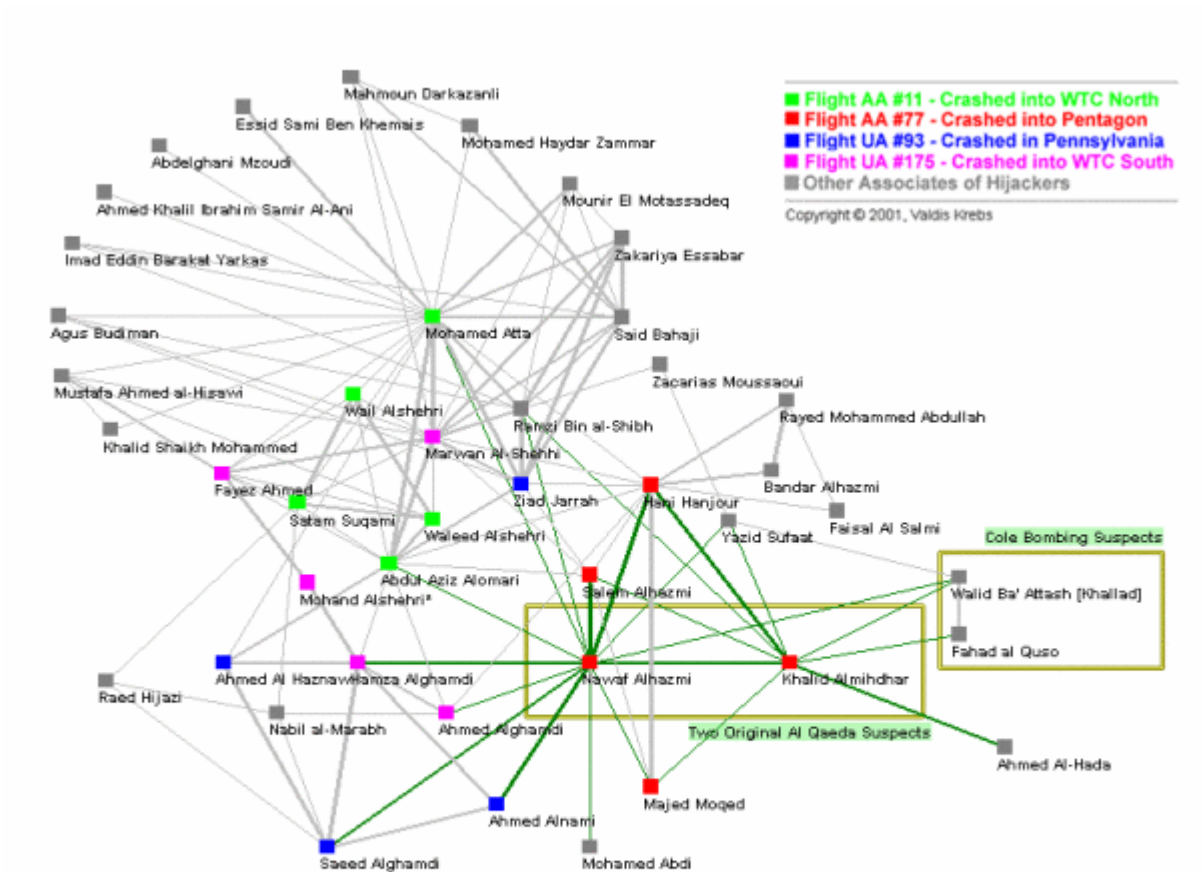 Mahmoun Darkazanli
Essid Sami Ben Khemais
Mohamed Haydar Zammar
Abdelghani Mzoudi
Mounir El Motassadeq
Ahmed Khalil Ibrahim Samir Al-Ani
Imad Eddin Barakat Yarkas
Zakariya Essabar
Agus Budiman
Mohamed Atta
Said Bahaji
Mustafa Ahmed al-Hisawi
Zacarias Moussaoui
Wail Alshehri
Ramzi Bin al-Shibh
Rayed Mohammed Abdullah
Khalid Shaikh Mohammed
Marwan Al-Shehhi
Fayez Ahmed
Ziad Jarrah
Hani Hanjour
Bandar Alhazmi
Satam Suqami
Waleed Alshehri
Yazid Sufaat
Faisal Al Salmi
Cole Bombing Suspects
Abdul Aziz Alomari
Salem Alhazmi
Walid Ba' Attash [Khallad]
Mohand Alshehri*
Fahad al Quso
Ahmed Al Haznawi
Hamza Alghamdi
Nawaf Alhazmi
Khalid Almihdhar
Raed Hijazi
Nabil al-Marabh
Ahmed Alghamdi
Two Original Al Qaeda Suspects
Ahmed Al-Hada
Majed Moqed
Ahmed Alnami
Saeed Alghamdi
Mohamed Abdi
Flight AA #11 - Crashed into WTC North
Flight AA #77 - Crashed into Pentagon
Flight UA #93 - Crashed in Pennsylvania
Flight UA #175 - Crashed into WTC South
Other Associates of Hijackers
Copyright © 2001, Valdis Krebs